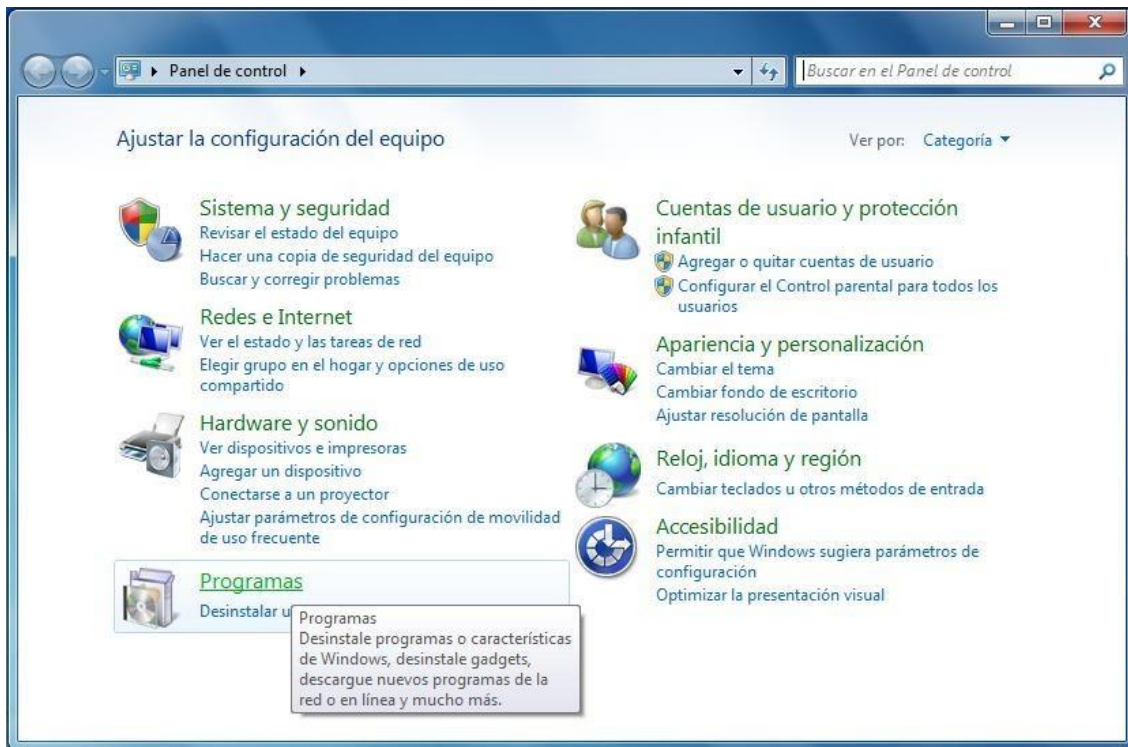 Panel de control
Buscar en el Panel de control
Ajustar la configuración del equipo
Ver por: Categoría
Sistema y seguridad
Revisar el estado del equipo
Hacer una copia de seguridad del equipo
Buscar y corregir problemas
Redes e Internet
Ver el estado y las tareas de red
Elegir grupo en el hogar y opciones de uso
compartido
Hardware y sonido
Ver dispositivos e impresoras
Agregar un dispositivo
Conectarse a un proyector
Ajustar parámetros de configuración de movilidad
de uso frecuente
Programas
Desinstalar u
Programas
Desinstale programas o características
de Windows, desinstale gadgets,
descargue nuevos programas de la
red o en línea y mucho más.
Cuentas de usuario y protección
infantil
Agregar o quitar cuentas de usuario
Configurar el Control parental para todos los
usuarios
Apariencia y personalización
Cambiar el tema
Cambiar fondo de escritorio
Ajustar resolución de pantalla
Reloj, idioma y región
Cambiar teclados u otros métodos de entrada
Accesibilidad
Permitir que Windows sugiera parámetros de
configuración
Optimizar la presentación visual